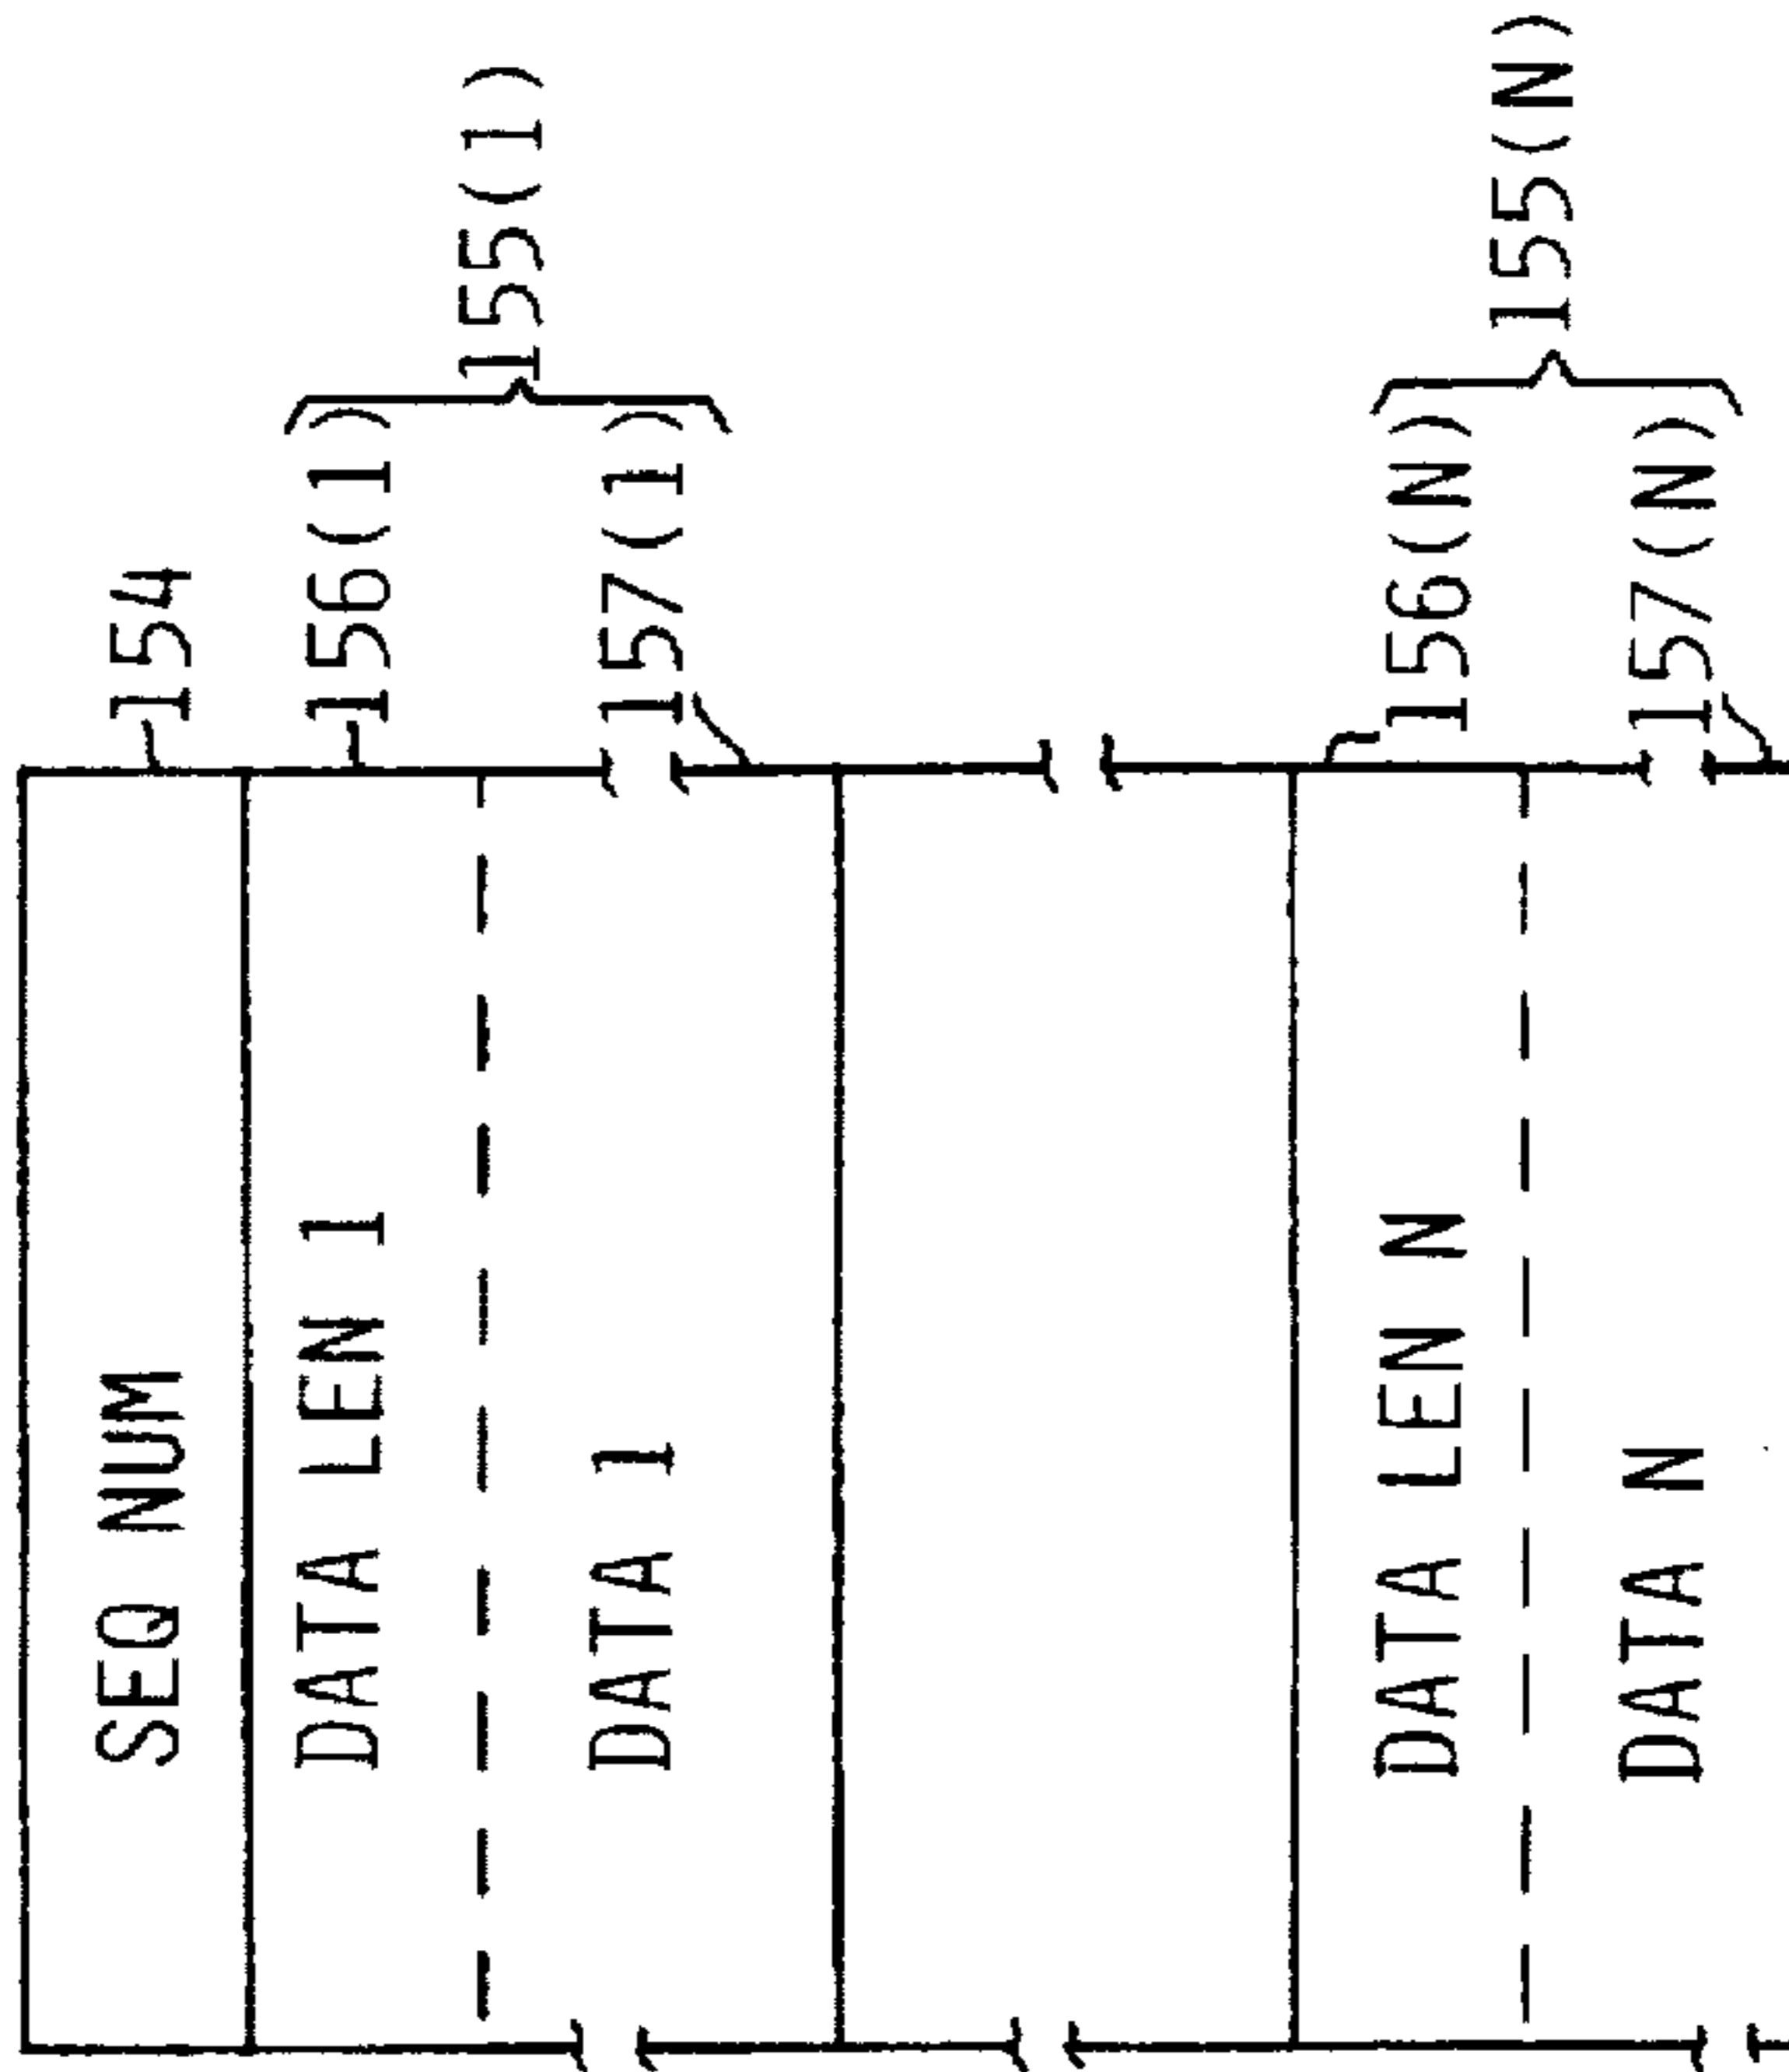 154
SEQ NUM
156(1)
DATA LEN 1
155(1)
157(1)
DATA 1
156(N)
DATA LEN N
155(N)
157(N)
DATA N